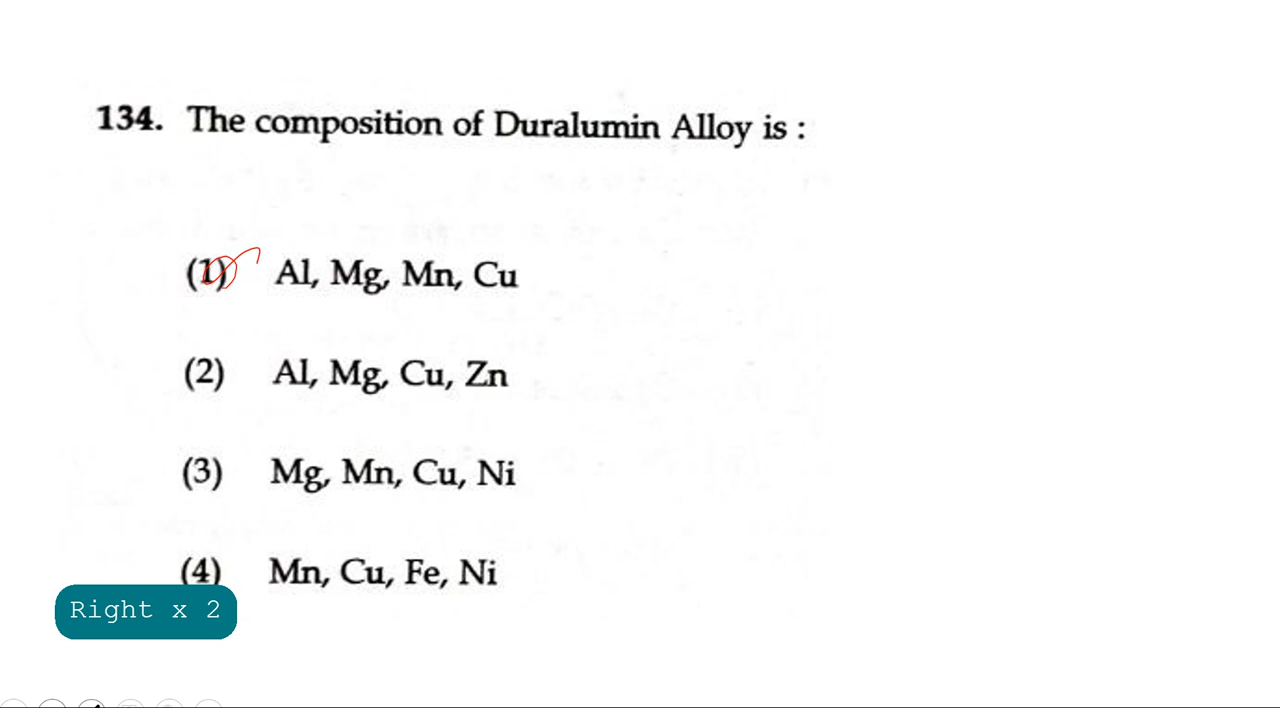 134. The composition of Duralumin Alloy is :
(1) Al, Mg, Mn, Cu
(2) Al, Mg, Cu, Zn
(3) Mg, Mn, Cu, Ni
(4) Mn, Cu, Fe, Ni
Right x 2